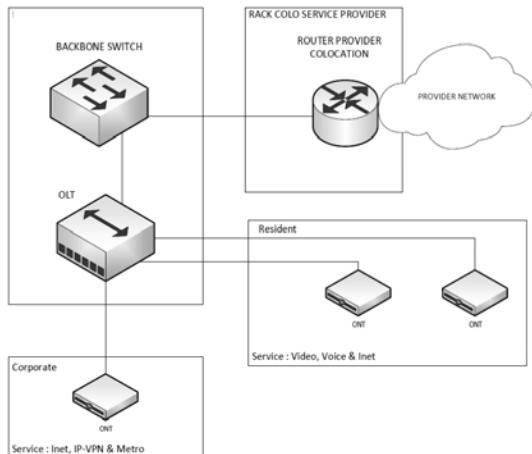 BACKBONE SWITCH
OLT
RACK COLO SERVICE PROVIDER
ROUTER PROVIDER
COLOCATION
PROVIDER NETWORK
Resident
ONT
ONT
Service : Video, Voice & Inet
Corporate
ONT
Service : Inet, IP-VPN & Metro